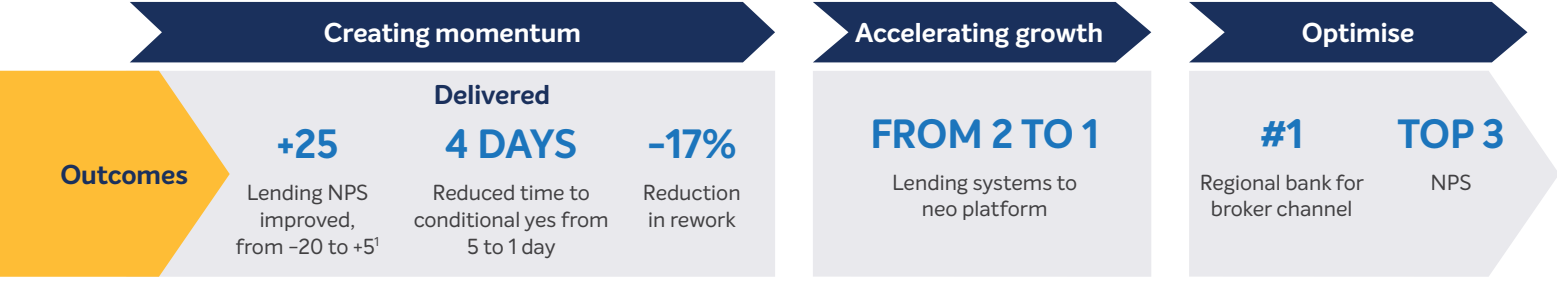 Creating momentum
Accelerating growth
Optimise
Outcomes
Delivered
+25
Lending NPS
improved,
from -20 to +5¹
4 DAYS
Reduced time to
conditional yes from
5 to 1 day
-17%
Reduction
in rework
FROM 2 TO 1
Lending systems to
neo platform
#1
Regional bank for
broker channel
TOP 3
NPS